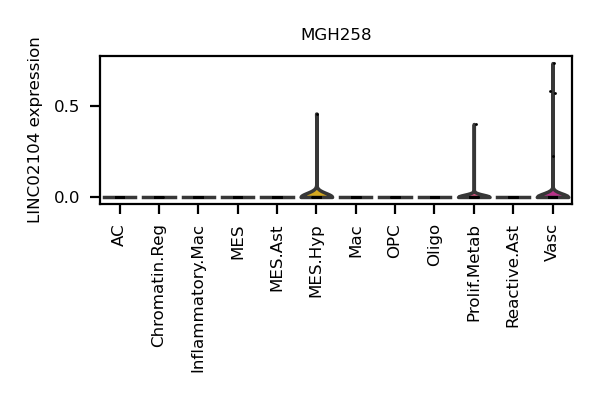 MGH258
LINC02104 expression
0.5
0.0
AC
Chromatin.Reg
Inflammatory.Mac
MES
MES.Ast
MES.Hyp
Mac
OPC
Oligo
Prolif.Metab
Reactive.Ast
Vasc